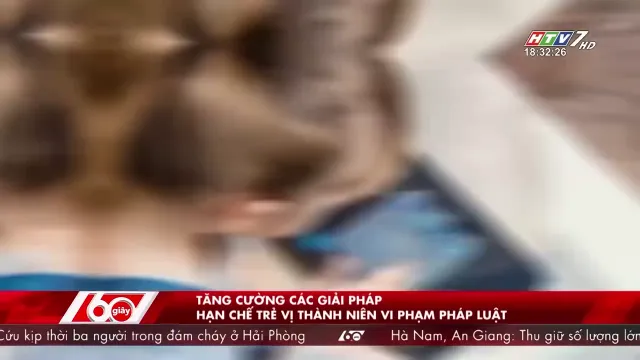 HTV7 HD
18:32:26
TĂNG CƯỜNG CÁC GIẢI PHÁP
60 giây
HẠN CHẾ TRẺ VỊ THÀNH NIÊN VI PHẠM PHÁP LUẬT
Cứu kịp thời ba người trong đám cháy ở Hải Phòng 60 Hà Nam, An Giang: Thu giữ số lượng lớn